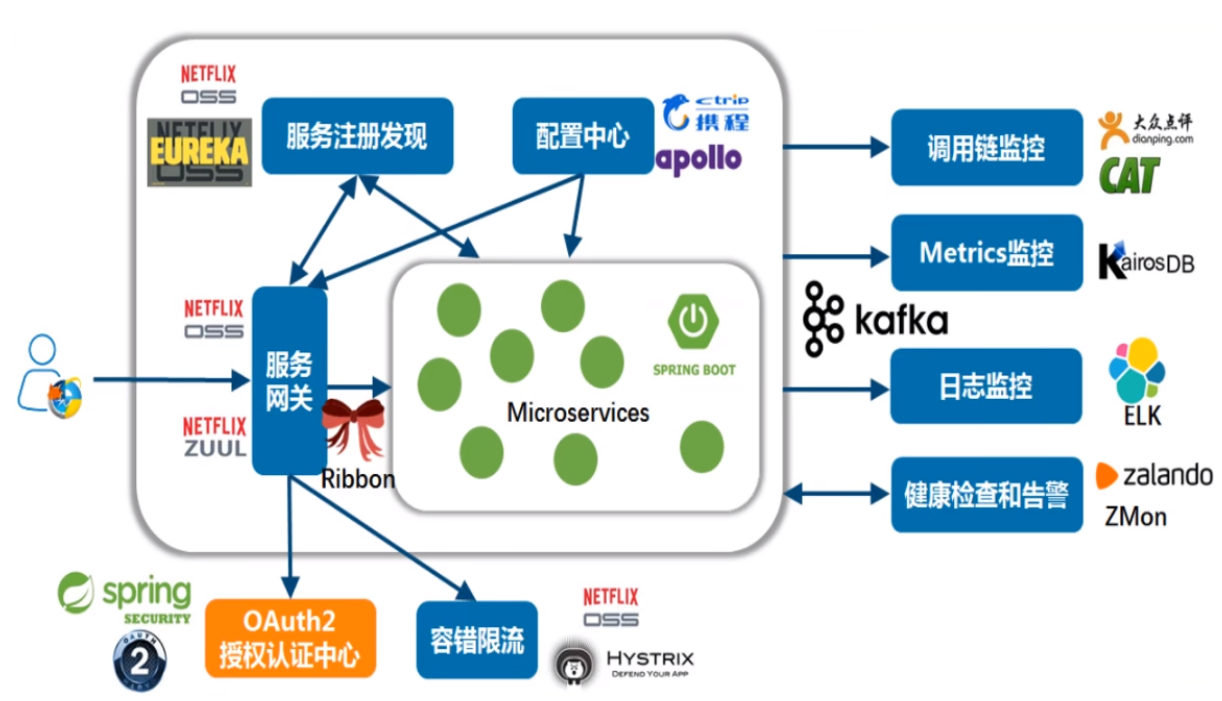 NETFLIX
OSS
NETFLIX
EUREKA
OSS
服务注册发现
配置中心
ctrip
携程
apollo
调用链监控
大众点评
dianping.com
CAT
Metrics监控
KairosDB
NETFLIX
OSS
服务
网关
NETFLIX
ZUUL
Ribbon
SPRING BOOT
Microservices
kafka
日志监控
ELK
健康检查和告警
zalando
ZMon
spring
SECURITY
OAUTH
2
OAuth2
授权认证中心
容错限流
NETFLIX
OSS
HYSTRIX
DEFEND YOUR APP